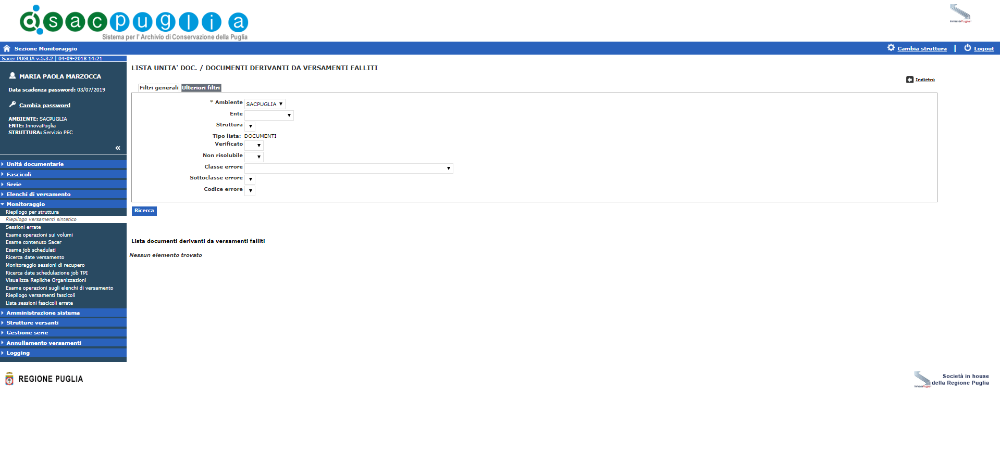 sacpuglia
Sistema per l' Archivio di Conservazione della Puglia
InnovaPuglia
Sezione Monitoraggio
Cambia struttura | Logout
Sacer PUGLIA v.5.3.2 | 04-09-2018 14:21
MARIA PAOLA MARZOCCA
Data scadenza password: 03/07/2019
Cambia password
AMBIENTE: SACPUGLIA
ENTE: InnovaPuglia
STRUTTURA: Servizio PEC
«
Unità documentarie
Fascicoli
Serie
Elenchi di versamento
Monitoraggio
Riepilogo per struttura
Riepilogo versamenti sintetico
Sessioni errate
Esame operazioni sui volumi
Esame contenuto Sacer
Esame job schedulati
Ricerca date versamento
Monitoraggio sessioni di recupero
Ricerca date schedulazione job TPI
Visualizza Repliche Organizzazioni
Esame operazioni sugli elenchi di versamento
Riepilogo versamenti fascicoli
Lista sessioni fascicoli errate
Amministrazione sistema
Strutture versanti
Gestione serie
Annullamento versamenti
Logging
LISTA UNITA' DOC. / DOCUMENTI DERIVANTI DA VERSAMENTI FALLITI
Indietro
Filtri generali Ulteriori filtri
* Ambiente SACPUGLIA
Ente
Struttura
Tipo lista: DOCUMENTI
Verificato
Non risolubile
Classe errore
Sottoclasse errore
Codice errore
Ricerca
Lista documenti derivanti da versamenti falliti
Nessun elemento trovato
REGIONE PUGLIA
InnovaPuglia
Società in house
della Regione Puglia